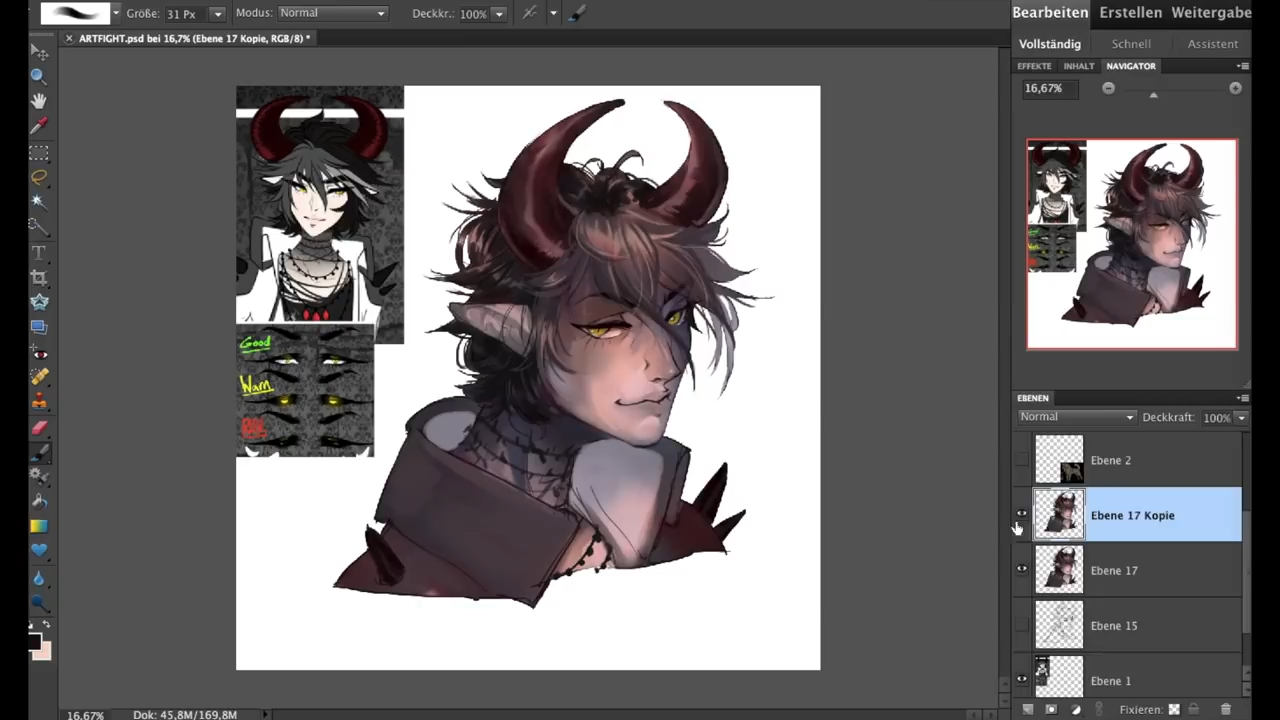 Größe: 31 Px Modus: Normal Deckkr.: 100%
Bearbeiten Erstellen Weitergabe
ARTFIGHT.psd bei 16,7% (Ebene 17 Kopie, RGB/8) *
Vollständig Schnell Assistent
EFFEKTE INHALT NAVIGATOR
16,67%
Good
Warn
EBENEN
Normal Deckkraft: 100%
Ebene 2
Ebene 17 Kopie
Ebene 17
Ebene 15
Ebene 1
Fixieren:
16,67% Dok: 45,8M/169,8M